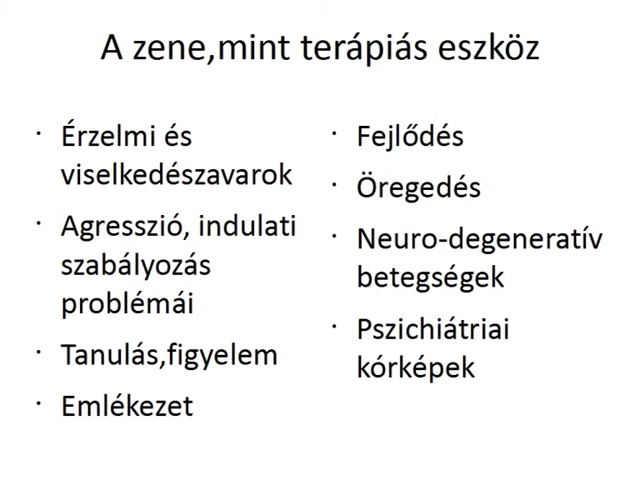 A zene,mint terápiás eszköz
· Érzelmi és
viselkedészavarok
· Agresszió, indulati
szabályozás
problémái
· Tanulás,figyelem
· Emlékezet
· Fejlődés
· Öregedés
· Neuro-degeneratív
betegségek
· Pszichiátriai
kórképek